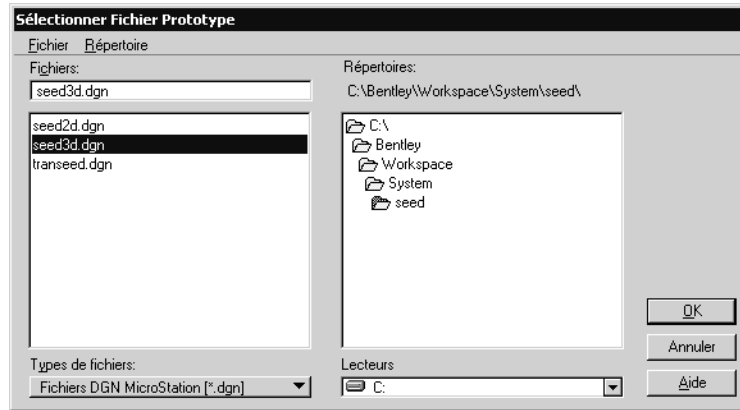 Sélectionner Fichier Prototype
Fichier Répertoire
Fichiers:
seed3d.dgn
seed2d.dgn
seed3d.dgn
transeed.dgn
Types de fichiers:
Fichiers DGN MicroStation [*.dgn]
Répertoires:
C:\Bentley\Workspace\System\seed\
C:\
Bentley
Workspace
System
seed
Lecteurs
C:
OK
Annuler
Aide